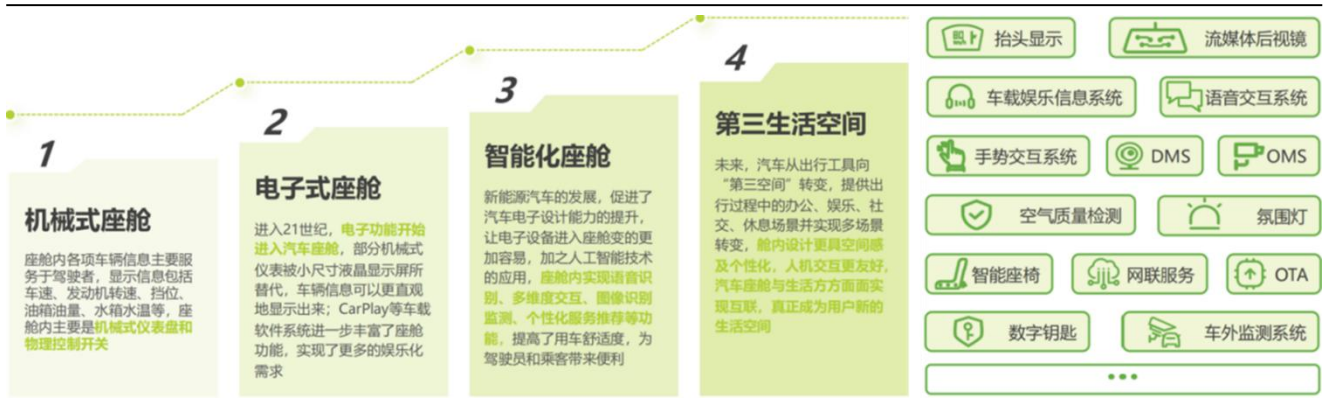 1
机械式座舱
座舱内各项车辆信息主要服
务于驾驶者，显示信息包括
车速、发动机转速、挡位、
油箱油量、水箱水温等，座
舱内主要是机械式仪表盘和
物理控制开关
2
电子式座舱
进入21世纪，电子功能开始
进入汽车座舱，部分机械式
仪表被小尺寸液晶显示屏所
替代，车辆信息可以更直观
地显示出来；CarPlay等车载
软件系统进一步丰富了座舱
功能，实现了更多的娱乐化
需求
3
智能化座舱
新能源汽车的发展，促进了
汽车电子设计能力的提升，
让电子设备进入座舱变的更
加容易，加之人工智能技术
的应用，座舱内实现语音识
别、多维度交互、图像识别
监测、个性化服务推荐等功
能，提高了用车舒适度，为
驾驶员和乘客带来便利
4
第三生活空间
未来，汽车从出行工具向
“第三空间”转变，提供出
行过程中的办公、娱乐、社
交、休息场景并实现多场景
转变，舱内设计更具空间感
及个性化，人机交互更友好，
汽车座舱与生活方方面面实
现互联，真正成为用户新的
生活空间
抬头显示
流媒体后视镜
车载娱乐信息系统
语音交互系统
手势交互系统
DMS
OMS
空气质量检测
氛围灯
智能座椅
网联服务
OTA
数字钥匙
车外监测系统
•••